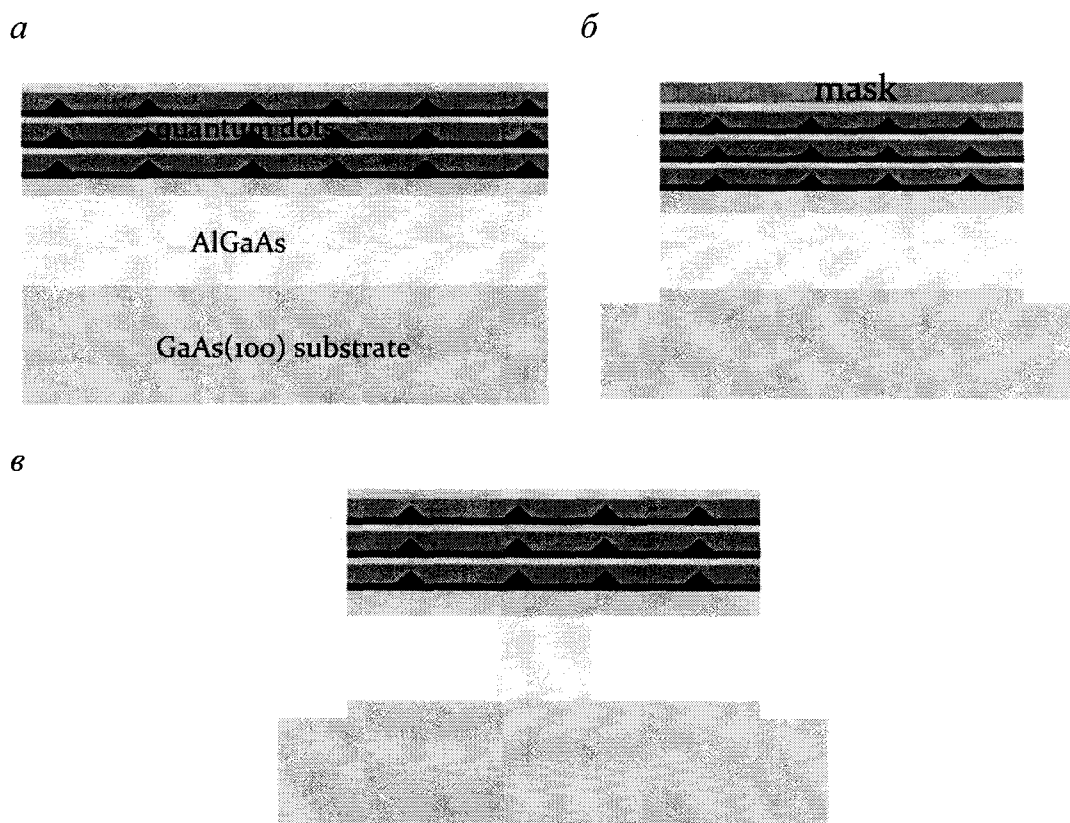 а
б
mask
quantum dots
AlGaAs
GaAs(100) substrate
в